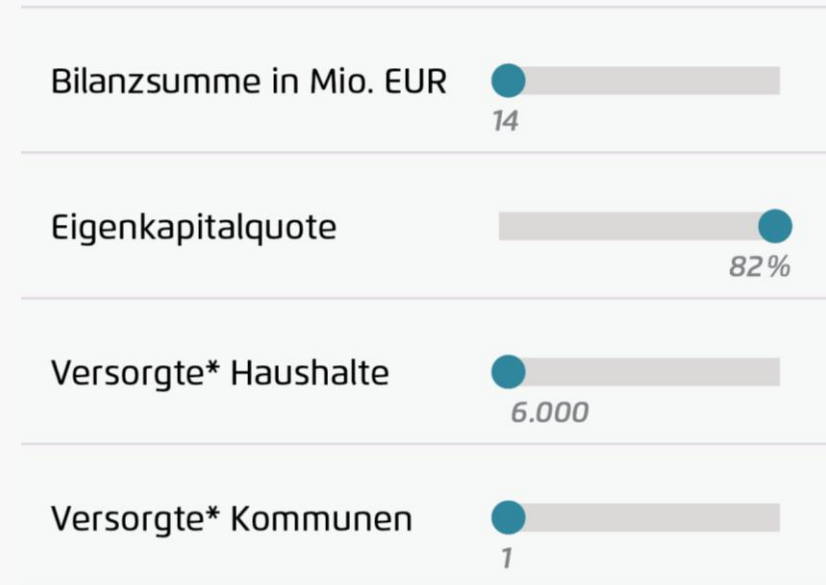 Bilanzsumme in Mio. EUR
14
Eigenkapitalquote
82%
Versorgte* Haushalte
6.000
Versorgte* Kommunen
1